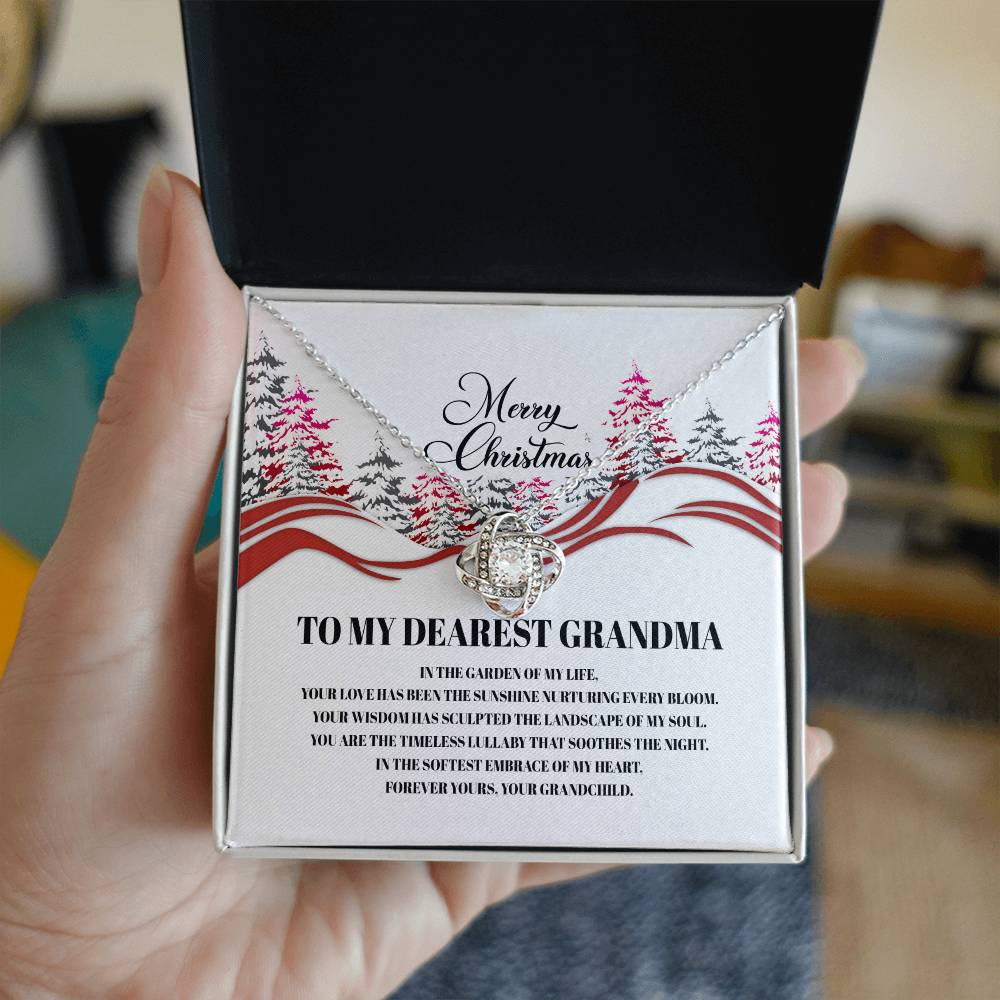 Merry
Christmas
TO MY DEAREST GRANDMA
IN THE GARDEN OF MY LIFE,
YOUR LOVE HAS BEEN THE SUNSHINE NURTURING EVERY BLOOM.
YOUR WISDOM HAS SCULPTED THE LANDSCAPE OF MY SOUL.
YOU ARE THE TIMELESS LULLABY THAT SOOTHES THE NIGHT.
IN THE SOFTEST EMBRACE OF MY HEART,
FOREVER YOURS, YOUR GRANDCHILD.